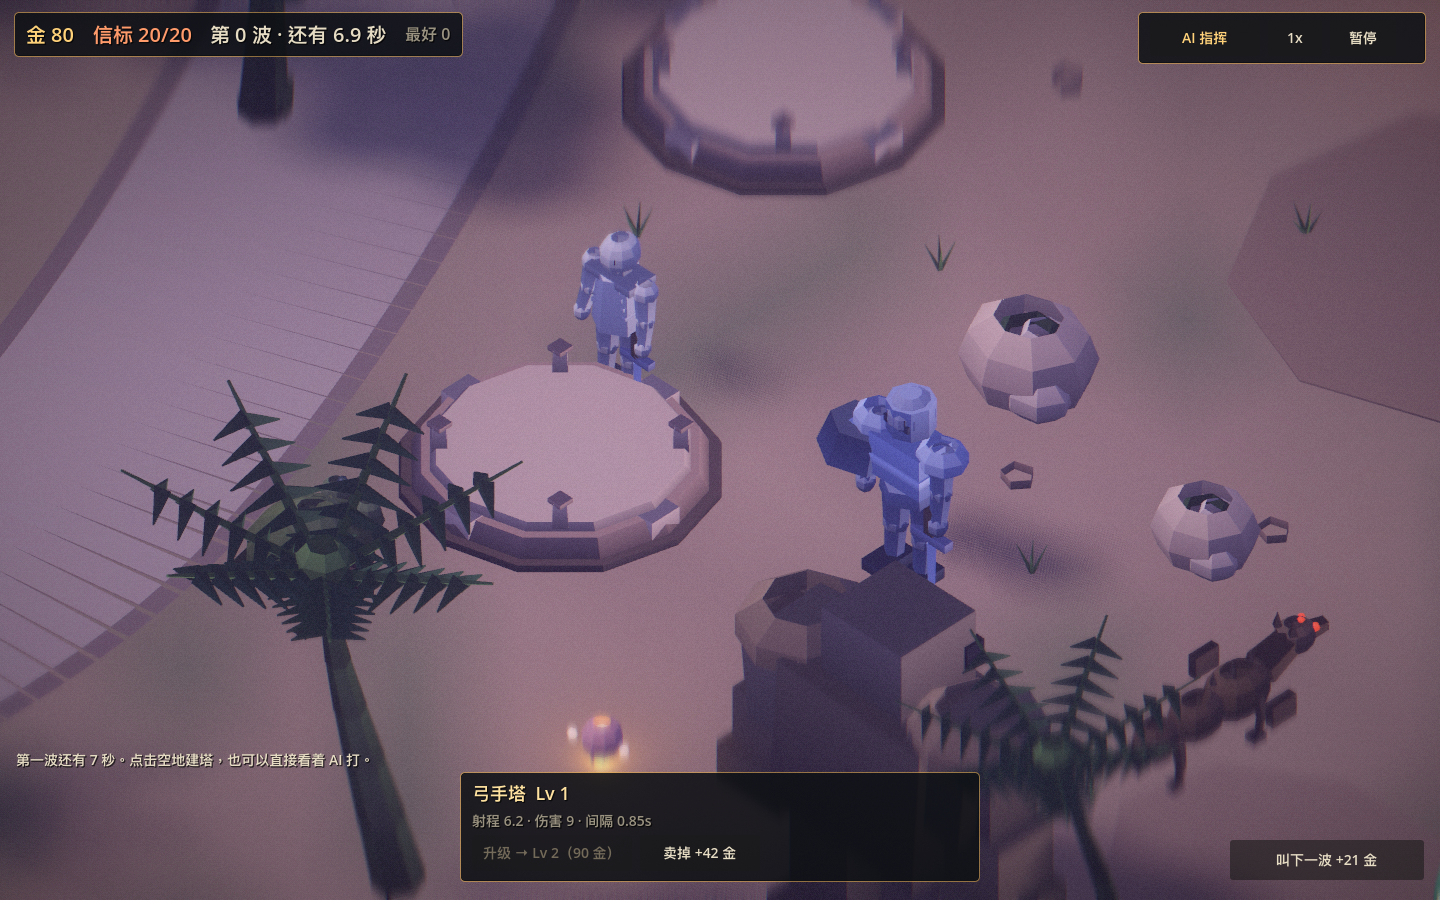 金 80 信标 20/20 第 0 波 · 还有 6.9 秒 最好 0
AI 指挥 1x 暂停
第一波还有 7 秒。点击空地建塔，也可以直接看着 AI 打。
弓手塔 Lv 1
射程 6.2 · 伤害 9 · 间隔 0.85s
升级 → Lv 2（90 金） 卖掉 +42 金
叫下一波 +21 金